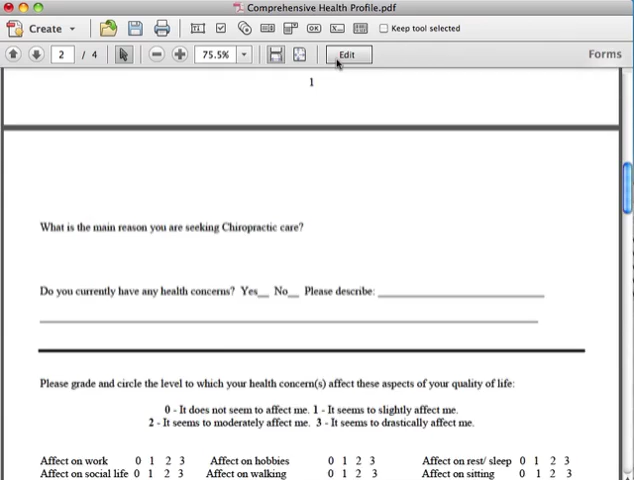 Comprehensive Health Profile.pdf
Create
OK
Keep tool selected
2 / 4
75.5%
Edit
Forms
1
What is the main reason you are seeking Chiropractic care?
Do you currently have any health concerns? Yes__ No__ Please describe: ______________________________
__________________________________________________________________________________________
Please grade and circle the level to which your health concern(s) affect these aspects of your quality of life:
0 - It does not seem to affect me. 1 - It seems to slightly affect me.
2 - It seems to moderately affect me. 3 - It seems to drastically affect me.
Affect on work 0 1 2 3 Affect on hobbies 0 1 2 3 Affect on rest/ sleep 0 1 2 3
Affect on social life 0 1 2 3 Affect on walking 0 1 2 3 Affect on sitting 0 1 2 3